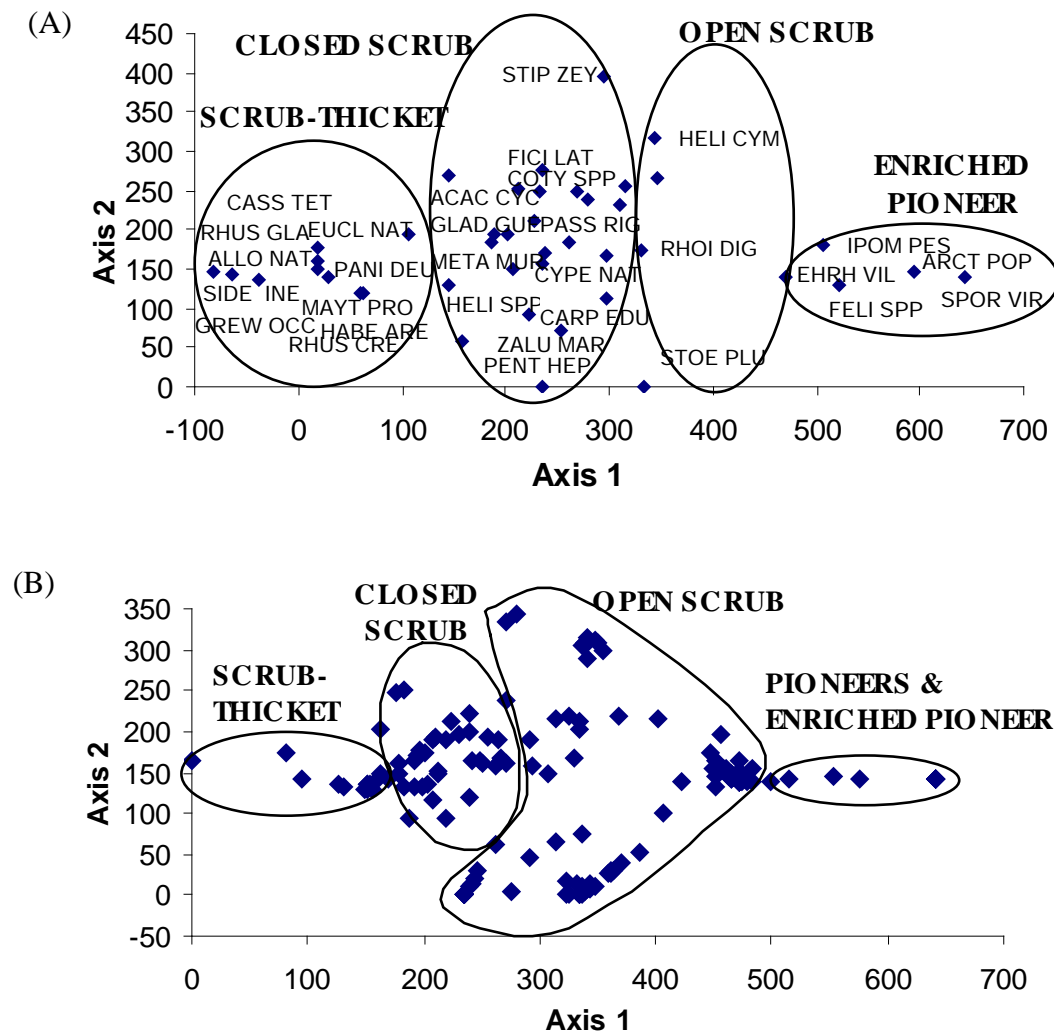 (A)
CLOSED SCRUB
OPEN SCRUB
SCRUB-THICKET
ENRICHED
PIONEER
450
400
350
300
250
200
150
100
50
0
Axis 2
STIP ZEY
HELI CYM
FICI LAT
COTY SPP
CASS TET
ACAC CYC
RHUS GLA
EUCL NAT
GLAD GUE
PASS RIG
ALLO NAT
PANI DEU
META MUR
RHOI DIG
IPOM PES
ARCT POP
CYPE NAT
EHRH VIL
SIDE INE
MAYT PRO
HELI SPP
CARP EDU
FELI SPP
SPOR VIR
GREW OCC
HABE ARE
RHUS CRE
ZALU MAR
PENT HEP
STOE PLU
-100 0 100 200 300 400 500 600 700
Axis 1
(B)
CLOSED
SCRUB
OPEN SCRUB
SCRUB-
THICKET
PIONEERS &
ENRICHED PIONEER
350
300
250
200
150
100
50
0
-50
Axis 2
0 100 200 300 400 500 600 700
Axis 1